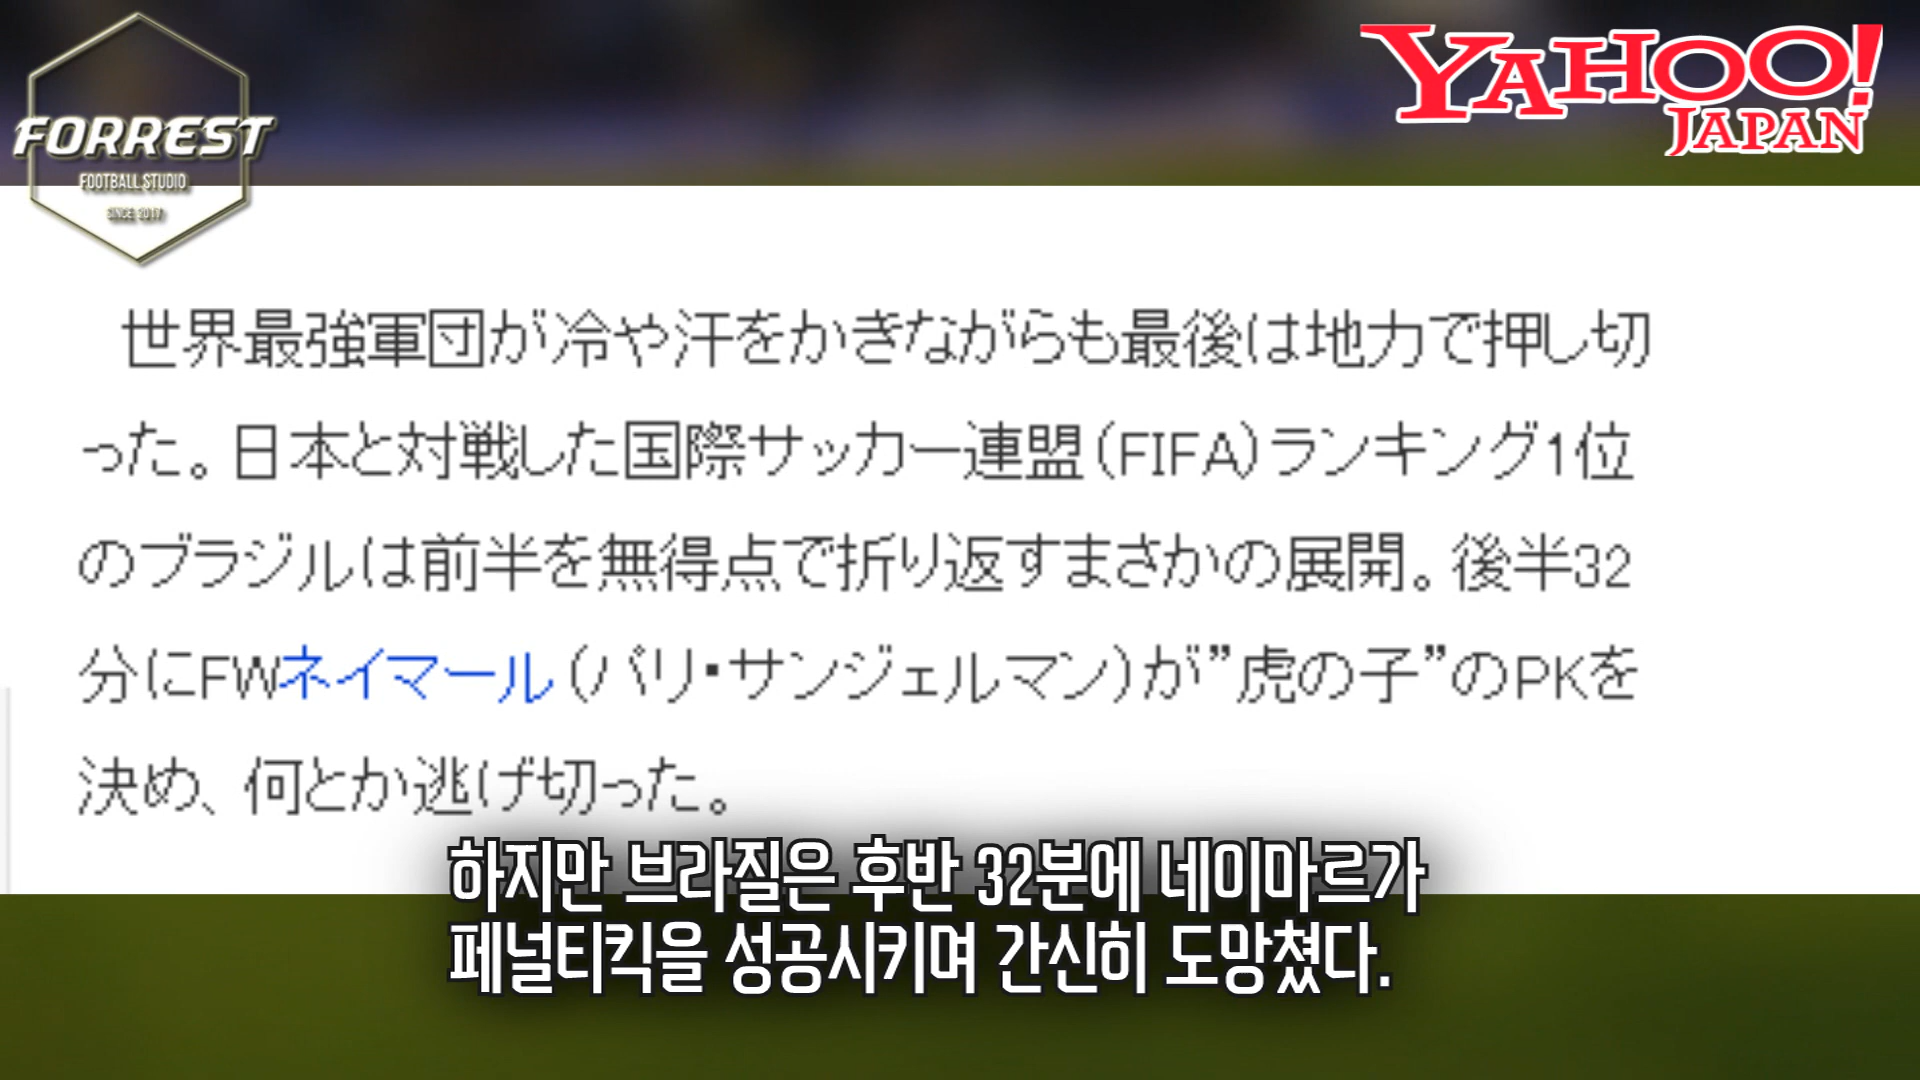 FORREST
FOOTBALL STUDIO
SINCE 2017
YAHOO!
JAPAN
世界最強軍団が冷や汗をかきながらも最後は地力で押し切
った。日本と対戦した国際サッカー連盟(FIFA)ランキング1位
のブラジルは前半を無得点で折り返すまさかの展開。後半32
分にFWネイマール(パリ・サンジェルマン)が”虎の子”のPKを
決め、何とか逃げ切った。
하지만 브라질은 후반 32분에 네이마르가
페널티킥을 성공시키며 간신히 도망쳤다.